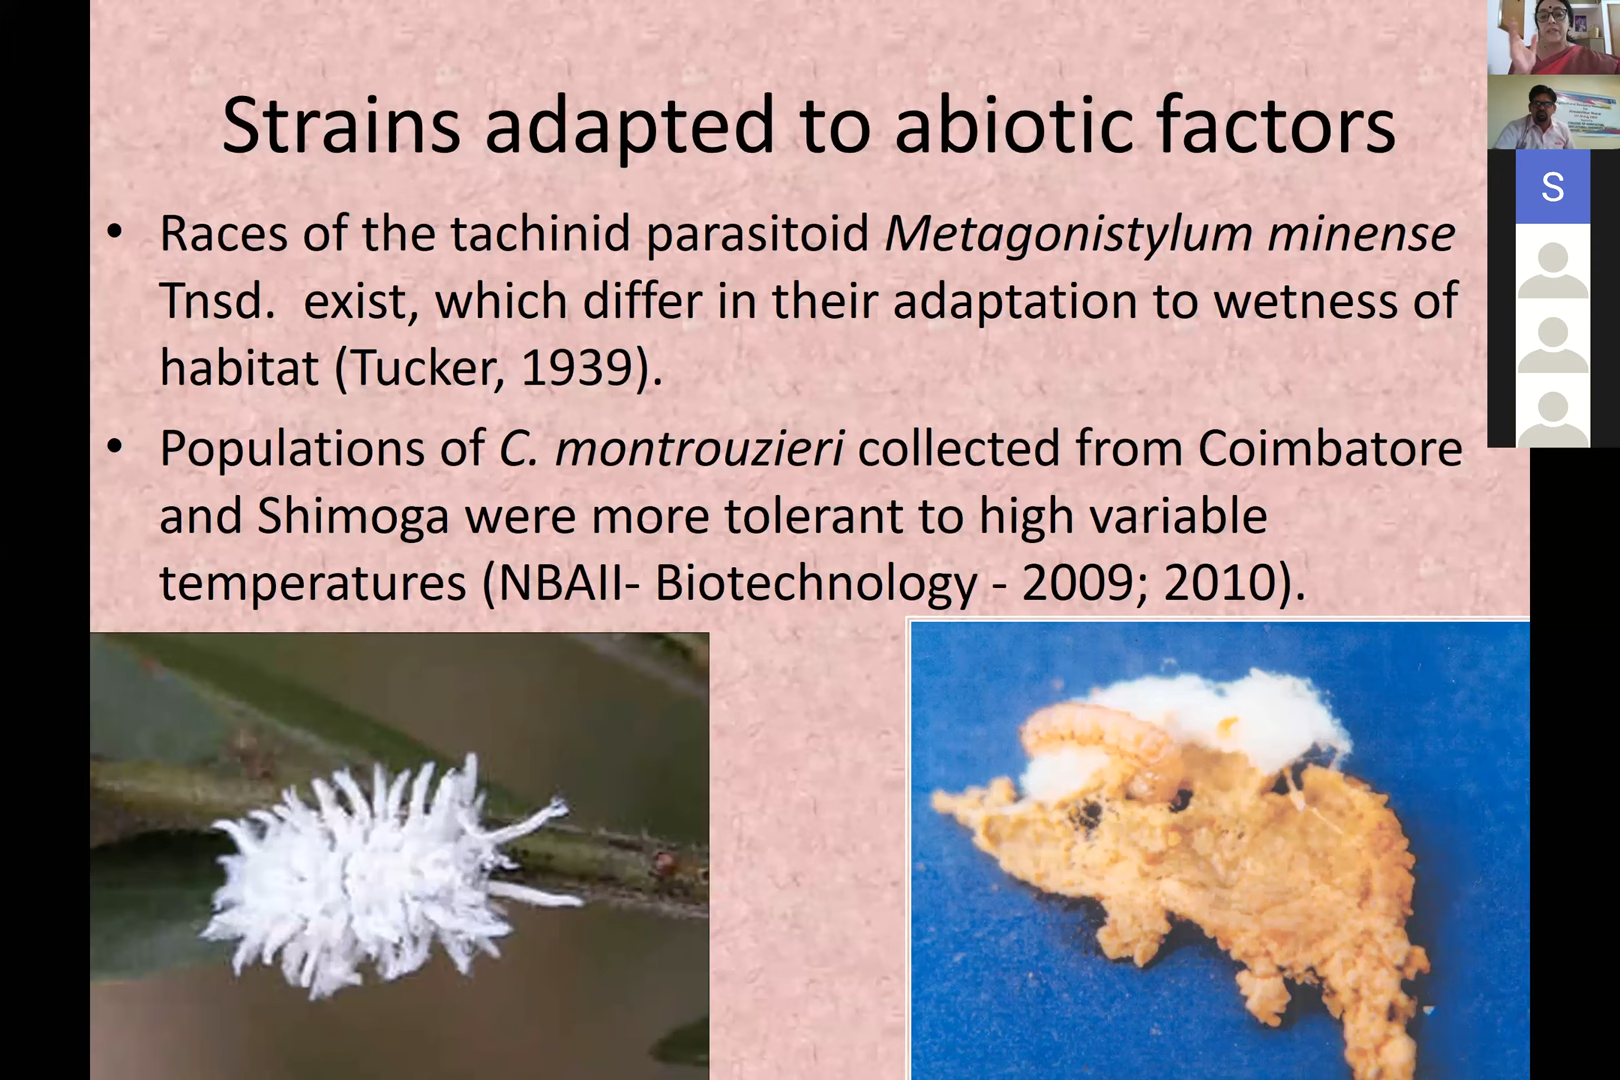 Strains adapted to abiotic factors
• Races of the tachinid parasitoid Metagonistylum minense
Tnsd. exist, which differ in their adaptation to wetness of
habitat (Tucker, 1939).
• Populations of C. montrouzieri collected from Coimbatore
and Shimoga were more tolerant to high variable
temperatures (NBAII- Biotechnology - 2009; 2010).
S